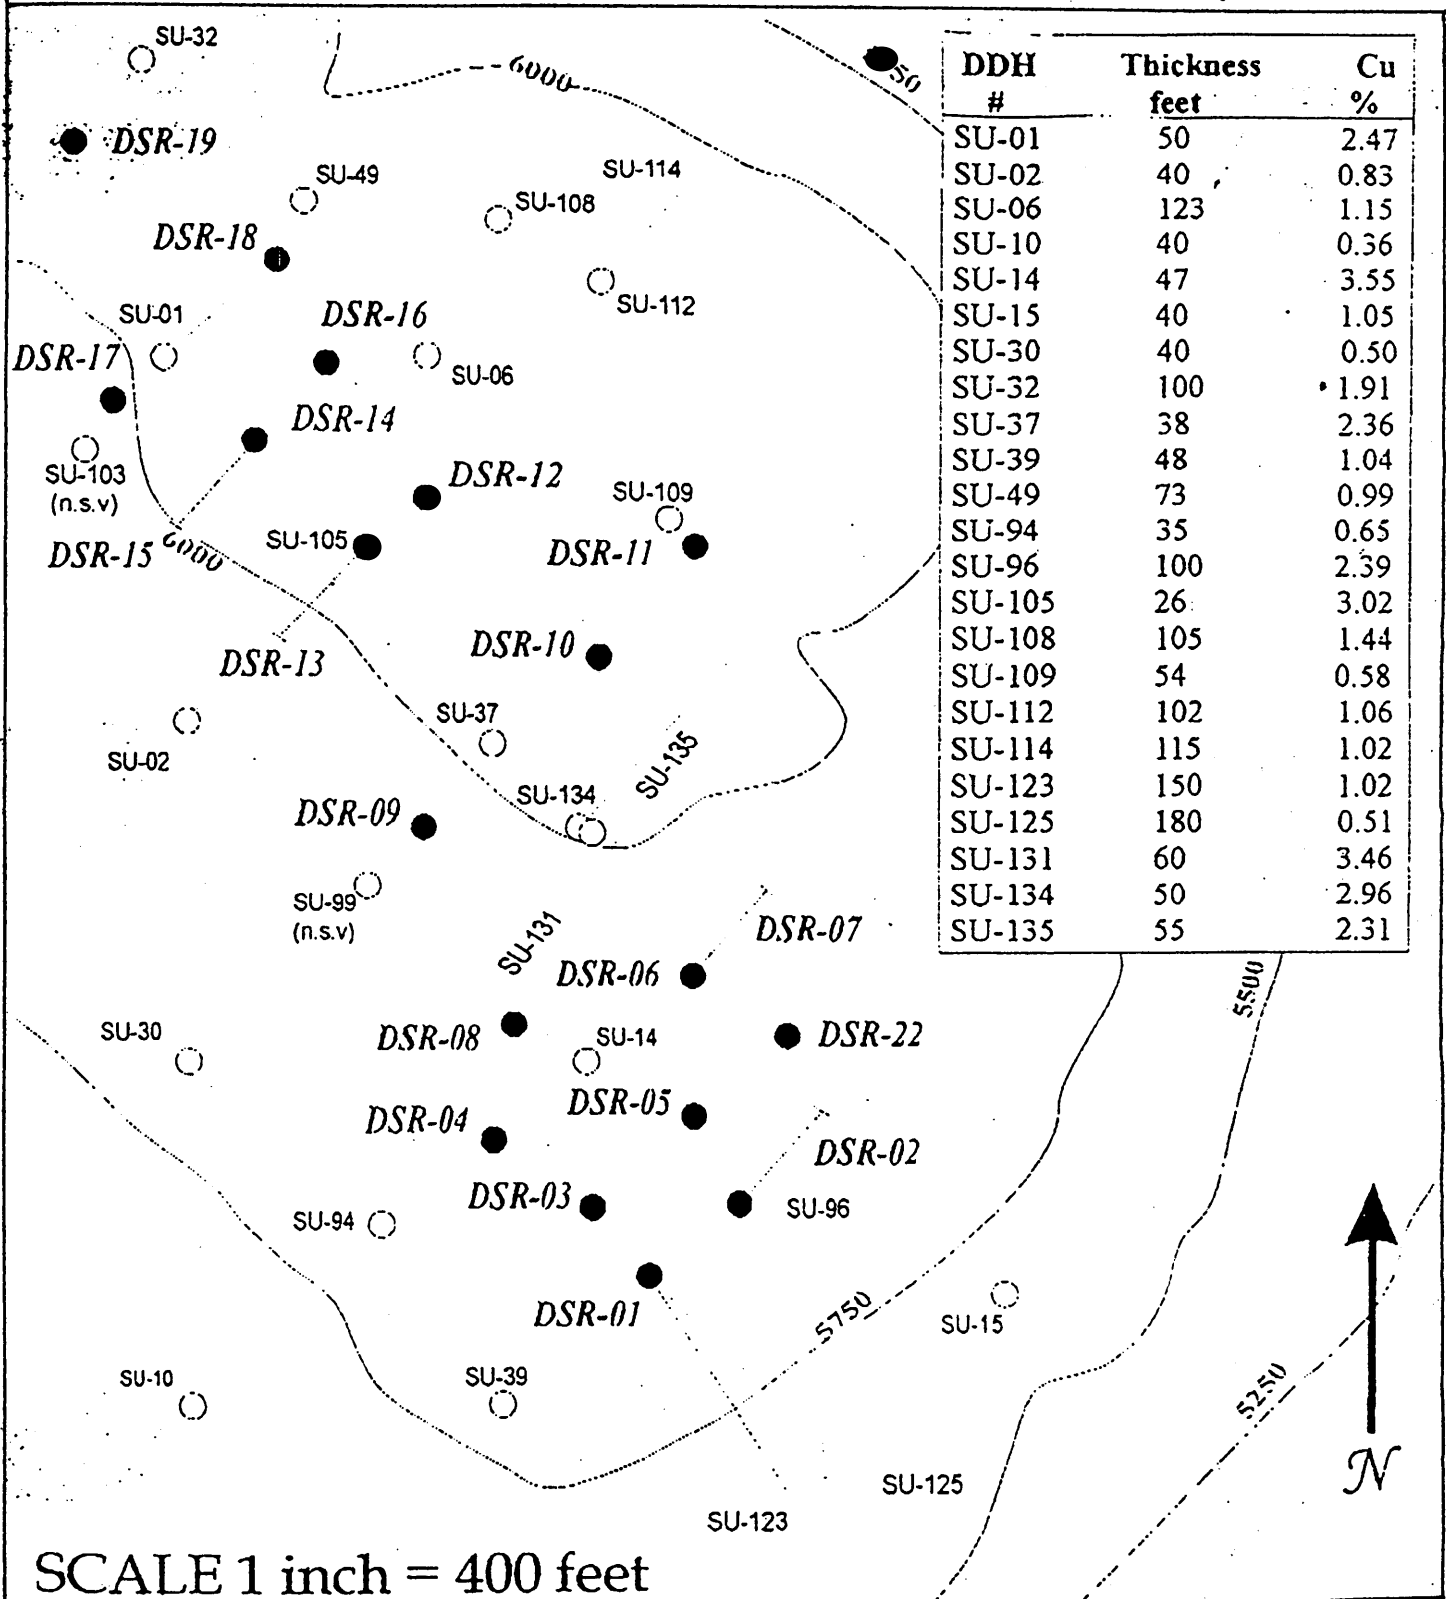 SU-32
6000
50
DSR-19
SU-49
SU-114
SU-108
DSR-18
SU-112
SU-01
DSR-16
DSR-17
SU-06
DSR-14
SU-103
(n.s.v)
DSR-12
SU-109
DSR-15
6000
SU-105
DSR-11
DSR-13
DSR-10
SU-37
SU-02
SU-135
SU-134
DSR-09
SU-99
(n.s.v)
SU-131
DSR-07
DSR-06
5500
SU-30
DSR-08
SU-14
DSR-22
DSR-04
DSR-05
DSR-02
DSR-03
SU-96
SU-94
DSR-01
5750
SU-15
SU-10
SU-39
5250
SU-125
SU-123
N
SCALE 1 inch = 400 feet
DDH Thickness Cu
# feet %
SU-01 50 2.47
SU-02 40 0.83
SU-06 123 1.15
SU-10 40 0.36
SU-14 47 3.55
SU-15 40 1.05
SU-30 40 0.50
SU-32 100 1.91
SU-37 38 2.36
SU-39 48 1.04
SU-49 73 0.99
SU-94 35 0.65
SU-96 100 2.39
SU-105 26 3.02
SU-108 105 1.44
SU-109 54 0.58
SU-112 102 1.06
SU-114 115 1.02
SU-123 150 1.02
SU-125 180 0.51
SU-131 60 3.46
SU-134 50 2.96
SU-135 55 2.31